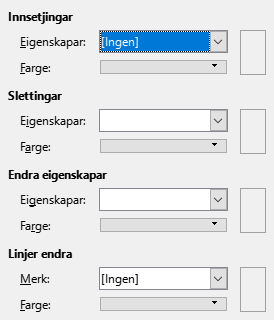 Innsetjingar
Eigenskapar: [Ingen]
Farge:
Slettingar
Eigenskapar:
Farge:
Endra eigenskapar
Eigenskapar:
Farge:
Linjer endra
Merk: [Ingen]
Farge: